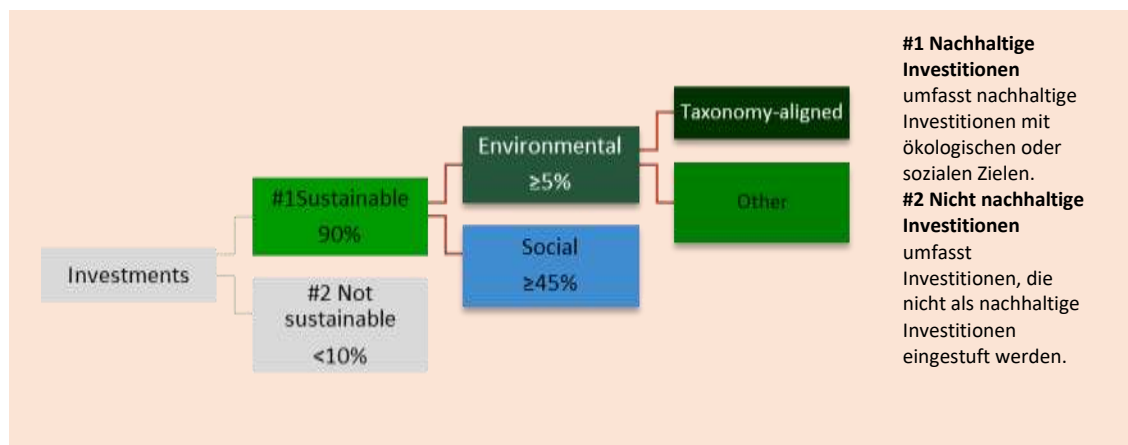 Investments
#1Sustainable
90%
#2 Not
sustainable
<10%
Environmental
≥5%
Social
≥45%
Taxonomy-aligned
Other
#1 Nachhaltige
Investitionen
umfasst nachhaltige
Investitionen mit
ökologischen oder
sozialen Zielen.
#2 Nicht nachhaltige
Investitionen
umfasst
Investitionen, die
nicht als nachhaltige
Investitionen
eingestuft werden.